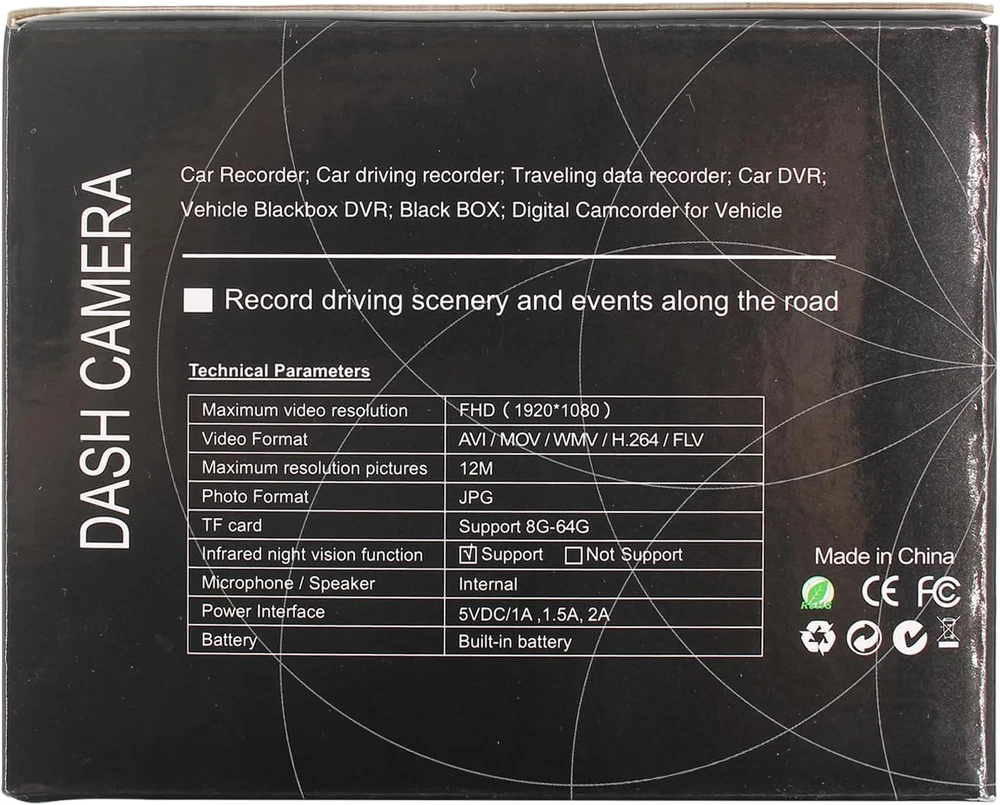 DASH CAMERA
Car Recorder; Car driving recorder; Traveling data recorder; Car DVR;
Vehicle Blackbox DVR; Black BOX; Digital Camcorder for Vehicle
Record driving scenery and events along the road
Technical Parameters
Maximum video resolution FHD ( 1920*1080 )
Video Format AVI / MOV / WMV / H.264 / FLV
Maximum resolution pictures 12M
Photo Format JPG
TF card Support 8G-64G
Infrared night vision function ☑ Support ☐ Not Support
Microphone / Speaker Internal
Power Interface 5VDC/1A ,1.5A, 2A
Battery Built-in battery
Made in China
RoHS CE FC